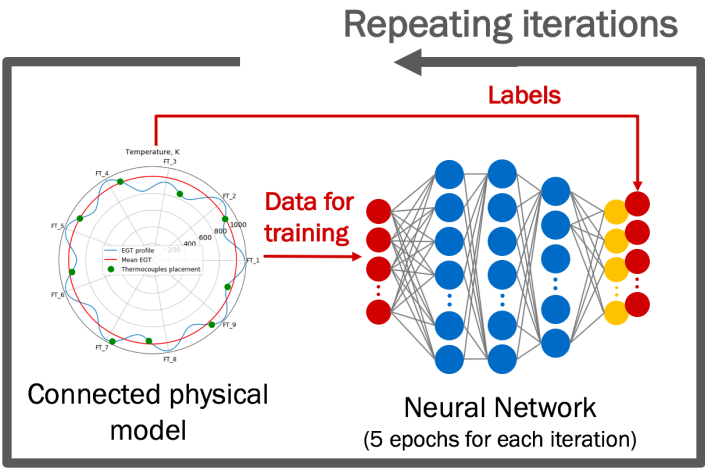 Repeating iterations
Labels
Temperature, K
FT_3
FT_4
FT_2
FT_5
1000
800
600
400
200
EGT profile
Mean EGT
Thermocouples placement
FT_1
FT_6
FT_9
FT_7
FT_8
Data for
training
Connected physical
model
Neural Network
(5 epochs for each iteration)